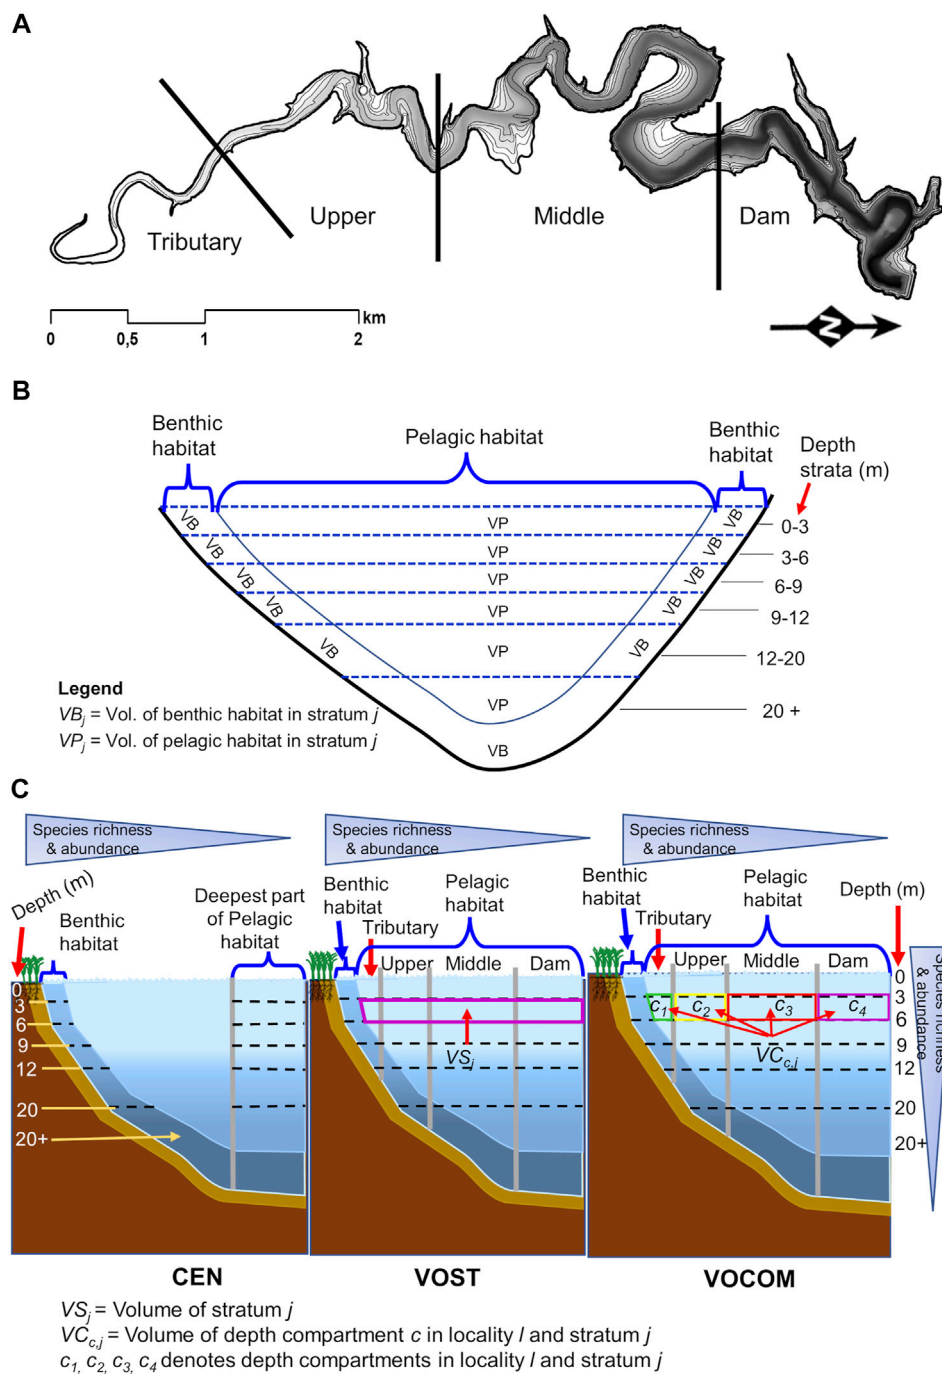 A
Tributary
Upper
Middle
Dam
km
0
0,5
1
2
N
B
Benthic
habitat
Pelagic habitat
Benthic
habitat
Depth
strata (m)
VB VP VB 0-3
VB VP VB 3-6
VB VP VB 6-9
VB VP VB 9-12
VB VP VB 12-20
VP 20 +
VB
Legend
VBj = Vol. of benthic habitat in stratum j
VPj = Vol. of pelagic habitat in stratum j
C
Species richness
& abundance
Depth (m)
Benthic
habitat
Deepest part
of Pelagic
habitat
0
3
6
9
12
20
20+
CEN
Species richness
& abundance
Benthic
habitat
Tributary
Pelagic
habitat
Upper Middle Dam
VSj
VOST
Species richness
& abundance
Benthic
habitat
Tributary
Pelagic
habitat
Depth (m)
Upper Middle Dam
c1 c2 c3 c4
VCc,j
0
3
6
9
12
20
20+
Species richness
& abundance
VOCOM
VSj = Volume of stratum j
VCc,j = Volume of depth compartment c in locality l and stratum j
c1, c2, c3, c4 denotes depth compartments in locality l and stratum j